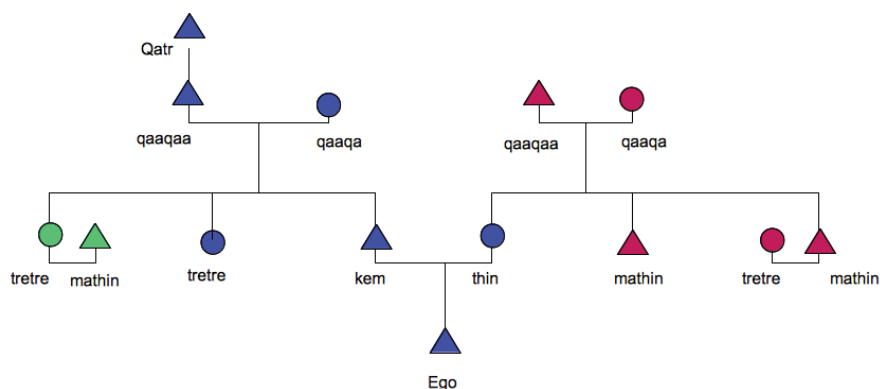 Qatr
qaaqaa
qaaqa
qaaqaa
qaaqa
tretre
mathin
tretre
kem
thin
mathin
tretre
mathin
Ego